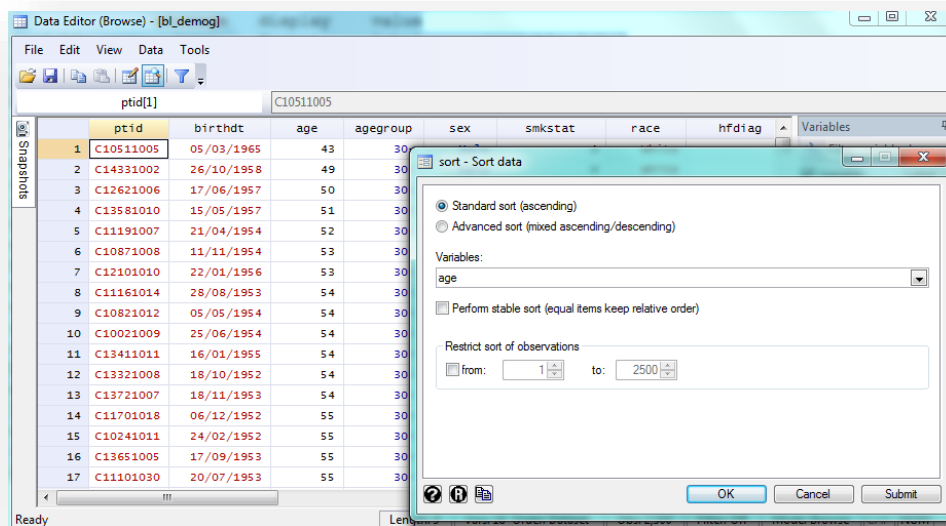 display value
Data Editor (Browse) - [bl_demog]
File Edit View Data Tools
ptid[1] C10511005
Snapshots
ptid birthdt age agegroup sex smkstat race hfdiag
Variables
1 C10511005 05/03/1965 43 30
2 C14331002 26/10/1958 49 30
3 C12621006 17/06/1957 50 30
4 C13581010 15/05/1957 51 30
5 C11191007 21/04/1954 52 30
6 C10871008 11/11/1954 53 30
7 C12101010 22/01/1956 53 30
8 C11161014 28/08/1953 54 30
9 C10821012 05/05/1954 54 30
10 C10021009 25/06/1954 54 30
11 C13411011 16/01/1955 54 30
12 C13321008 18/10/1952 54 30
13 C13721007 18/11/1953 54 30
14 C11701018 06/12/1952 55 30
15 C10241011 24/02/1952 55 30
16 C13651005 17/09/1953 55 30
17 C11101030 20/07/1953 55 30
sort - Sort data
Standard sort (ascending)
Advanced sort (mixed ascending/descending)
Variables:
age
Perform stable sort (equal items keep relative order)
Restrict sort of observations
from: 1 to: 2500
? R
OK Cancel Submit
Ready